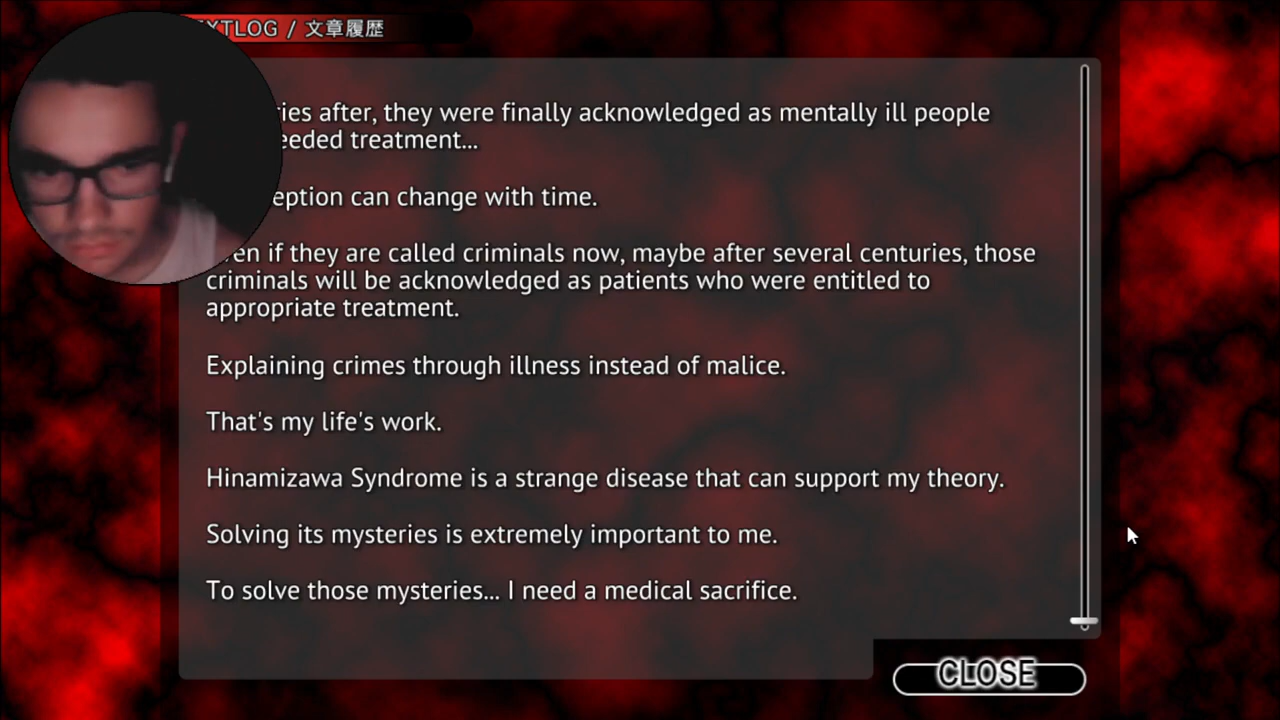 TLOG / 文章履歴
ies after, they were finally acknowledged as mentally ill people
eeded treatment...
eption can change with time.
en if they are called criminals now, maybe after several centuries, those
criminals will be acknowledged as patients who were entitled to
appropriate treatment.
Explaining crimes through illness instead of malice.
That's my life's work.
Hinamizawa Syndrome is a strange disease that can support my theory.
Solving its mysteries is extremely important to me.
To solve those mysteries... I need a medical sacrifice.
CLOSE